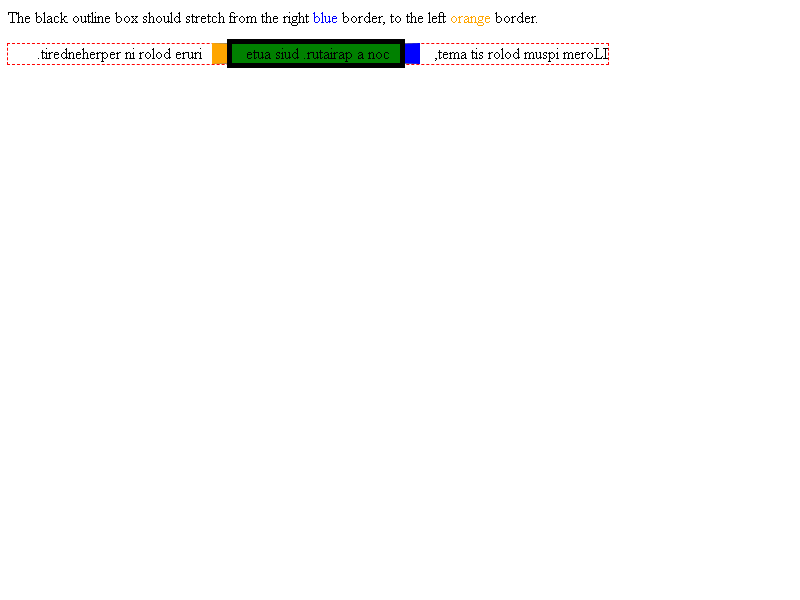 The black outline box should stretch from the right blue border, to the left orange border.
.tiredneherper ni rolod eruri etua siud .rutairap a noc ,tema tis rolod muspi meroLI